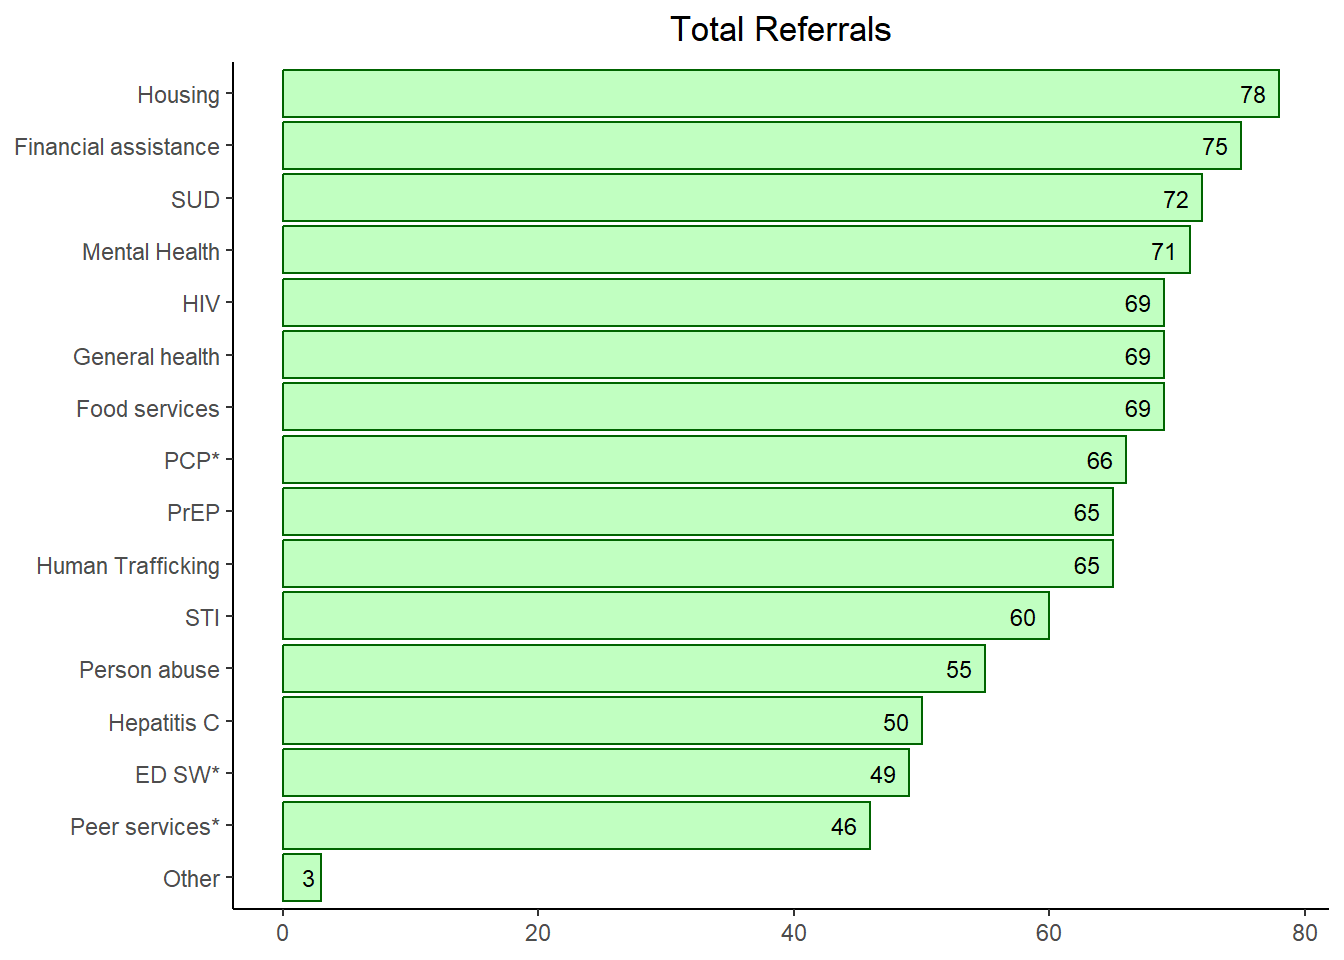 Total Referrals
Housing 78
Financial assistance 75
SUD 72
Mental Health 71
HIV 69
General health 69
Food services 69
PCP* 66
PrEP 65
Human Trafficking 65
STI 60
Person abuse 55
Hepatitis C 50
ED SW* 49
Peer services* 46
Other 3
0 20 40 60 80